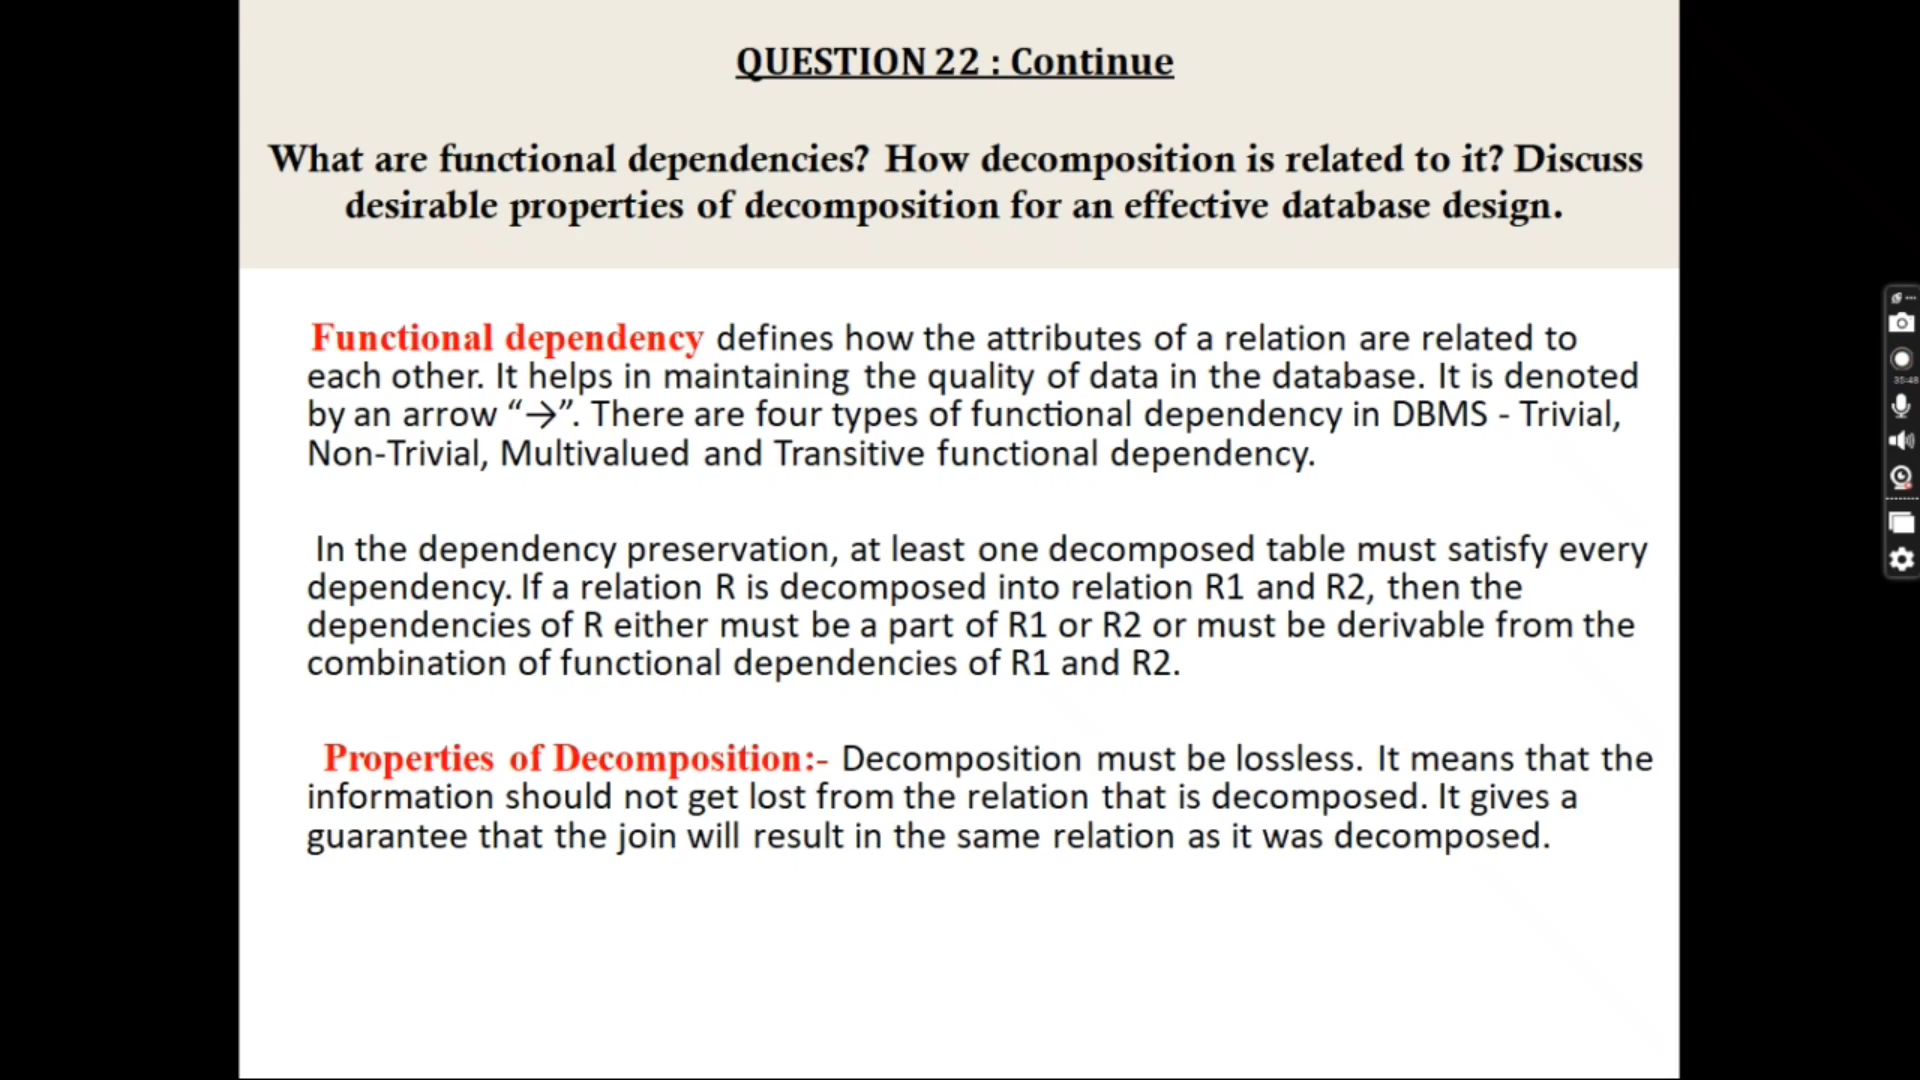 QUESTION 22 : Continue
What are functional dependencies? How decomposition is related to it? Discuss
desirable properties of decomposition for an effective database design.
Functional dependency defines how the attributes of a relation are related to
each other. It helps in maintaining the quality of data in the database. It is denoted
by an arrow “→”. There are four types of functional dependency in DBMS - Trivial,
Non-Trivial, Multivalued and Transitive functional dependency.
In the dependency preservation, at least one decomposed table must satisfy every
dependency. If a relation R is decomposed into relation R1 and R2, then the
dependencies of R either must be a part of R1 or R2 or must be derivable from the
combination of functional dependencies of R1 and R2.
Properties of Decomposition:- Decomposition must be lossless. It means that the
information should not get lost from the relation that is decomposed. It gives a
guarantee that the join will result in the same relation as it was decomposed.
35:48